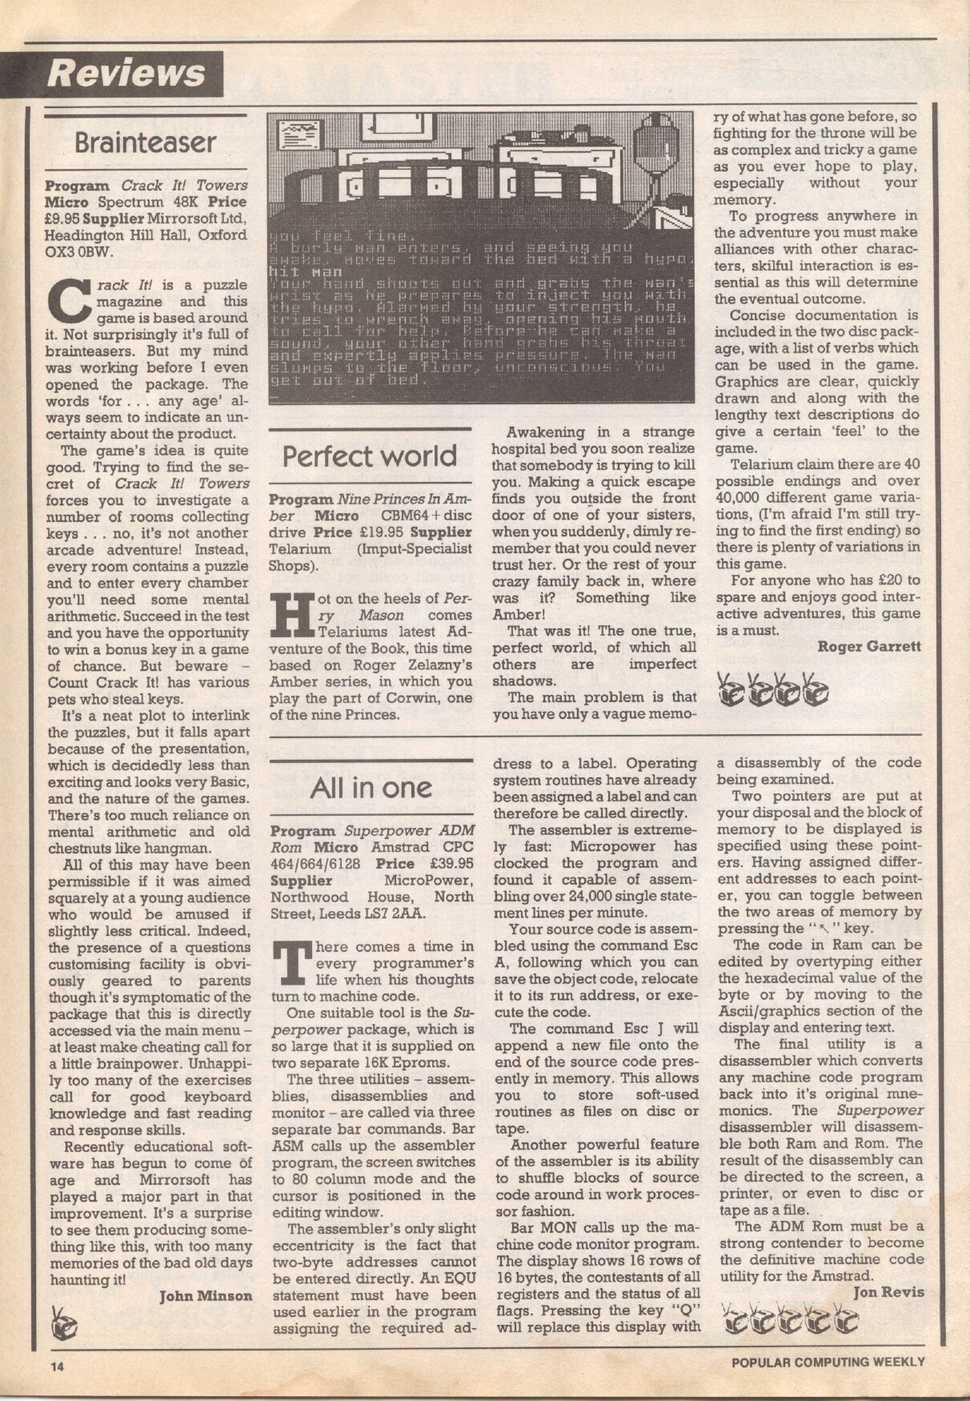 Reviews
Brainteaser
Program Crack It! Towers
Micro Spectrum 48K Price
£9.95 Supplier Mirrorsoft Ltd,
Headington Hill Hall, Oxford
OX3 0BW.
Crack It! is a puzzle
magazine and this
game is based around
it. Not surprisingly it's full of
brainteasers. But my mind
was working before I even
opened the package. The
words 'for . . . any age' al-
ways seem to indicate an un-
certainty about the product.
The game's idea is quite
good. Trying to find the se-
cret of Crack It! Towers
forces you to investigate a
number of rooms collecting
keys . . . no, it's not another
arcade adventure! Instead,
every room contains a puzzle
and to enter every chamber
you'll need some mental
arithmetic. Succeed in the test
and you have the opportunity
to win a bonus key in a game
of chance. But beware –
Count Crack It! has various
pets who steal keys.
It's a neat plot to interlink
the puzzles, but it falls apart
because of the presentation,
which is decidedly less than
exciting and looks very Basic,
and the nature of the games.
There's too much reliance on
mental arithmetic and old
chestnuts like hangman.
All of this may have been
permissible if it was aimed
squarely at a young audience
who would be amused if
slightly less critical. Indeed,
the presence of a questions
customising facility is obvi-
ously geared to parents
though it's symptomatic of the
package that this is directly
accessed via the main menu –
at least make cheating call for
a little brainpower. Unhappi-
ly too many of the exercises
call for good keyboard
knowledge and fast reading
and response skills.
Recently educational soft-
ware has begun to come of
age and Mirrorsoft has
played a major part in that
improvement. It's a surprise
to see them producing some-
thing like this, with too many
memories of the bad old days
haunting it!
John Minson
you feel fine.
A burly man enters, and seeing you
awake, moves toward the bed with a hypo.
hit man
Your hand shoots out and grabs the man's
wrist as he prepares to inject you with
the hypo. Alarmed by your strength, he
tries to wrench away, opening his mouth
to call for help. Before he can make a
sound, your other hand grabs his throat
and expertly applies pressure. The man
slumps to the floor, unconscious. You
get out of bed.
Perfect world
Program Nine Princes In Am-
ber Micro CBM64+disc
drive Price £19.95 Supplier
Telarium (Imput-Specialist
Shops).
Hot on the heels of Per-
ry Mason comes
Telariums latest Ad-
venture of the Book, this time
based on Roger Zelazny's
Amber series, in which you
play the part of Corwin, one
of the nine Princes.
Awakening in a strange
hospital bed you soon realize
that somebody is trying to kill
you. Making a quick escape
finds you outside the front
door of one of your sisters,
when you suddenly, dimly re-
member that you could never
trust her. Or the rest of your
crazy family back in, where
was it? Something like
Amber!
That was it! The one true,
perfect world, of which all
others are imperfect
shadows.
The main problem is that
you have only a vague memo-
ry of what has gone before, so
fighting for the throne will be
as complex and tricky a game
as you ever hope to play,
especially without your
memory.
To progress anywhere in
the adventure you must make
alliances with other charac-
ters, skilful interaction is es-
sential as this will determine
the eventual outcome.
Concise documentation is
included in the two disc pack-
age, with a list of verbs which
can be used in the game.
Graphics are clear, quickly
drawn and along with the
lengthy text descriptions do
give a certain 'feel' to the
game.
Telarium claim there are 40
possible endings and over
40,000 different game varia-
tions, (I'm afraid I'm still try-
ing to find the first ending) so
there is plenty of variations in
this game.
For anyone who has £20 to
spare and enjoys good inter-
active adventures, this game
is a must.
Roger Garrett
All in one
Program Superpower ADM
Rom Micro Amstrad CPC
464/664/6128 Price £39.95
Supplier MicroPower,
Northwood House, North
Street, Leeds LS7 2AA.
There comes a time in
every programmer's
life when his thoughts
turn to machine code.
One suitable tool is the Su-
perpower package, which is
so large that it is supplied on
two separate 16K Eproms.
The three utilities – assem-
blies, disassemblies and
monitor – are called via three
separate bar commands. Bar
ASM calls up the assembler
program, the screen switches
to 80 column mode and the
cursor is positioned in the
editing window.
The assembler's only slight
eccentricity is the fact that
two-byte addresses cannot
be entered directly. An EQU
statement must have been
used earlier in the program
assigning the required ad-
dress to a label. Operating
system routines have already
been assigned a label and can
therefore be called directly.
The assembler is extreme-
ly fast: Micropower has
clocked the program and
found it capable of assem-
bling over 24,000 single state-
ment lines per minute.
Your source code is assem-
bled using the command Esc
A, following which you can
save the object code, relocate
it to its run address, or exe-
cute the code.
The command Esc J will
append a new file onto the
end of the source code pres-
ently in memory. This allows
you to store soft-used
routines as files on disc or
tape.
Another powerful feature
of the assembler is its ability
to shuffle blocks of source
code around in work proces-
sor fashion.
Bar MON calls up the ma-
chine code monitor program.
The display shows 16 rows of
16 bytes, the contestants of all
registers and the status of all
flags. Pressing the key "Q"
will replace this display with
a disassembly of the code
being examined.
Two pointers are put at
your disposal and the block of
memory to be displayed is
specified using these point-
ers. Having assigned differ-
ent addresses to each point-
er, you can toggle between
the two areas of memory by
pressing the "↖" key.
The code in Ram can be
edited by overtyping either
the hexadecimal value of the
byte or by moving to the
Ascii/graphics section of the
display and entering text.
The final utility is a
disassembler which converts
any machine code program
back into it's original mne-
monics. The Superpower
disassembler will disassem-
ble both Ram and Rom. The
result of the disassembly can
be directed to the screen, a
printer, or even to disc or
tape as a file.
The ADM Rom must be a
strong contender to become
the definitive machine code
utility for the Amstrad.
Jon Revis
14
POPULAR COMPUTING WEEKLY